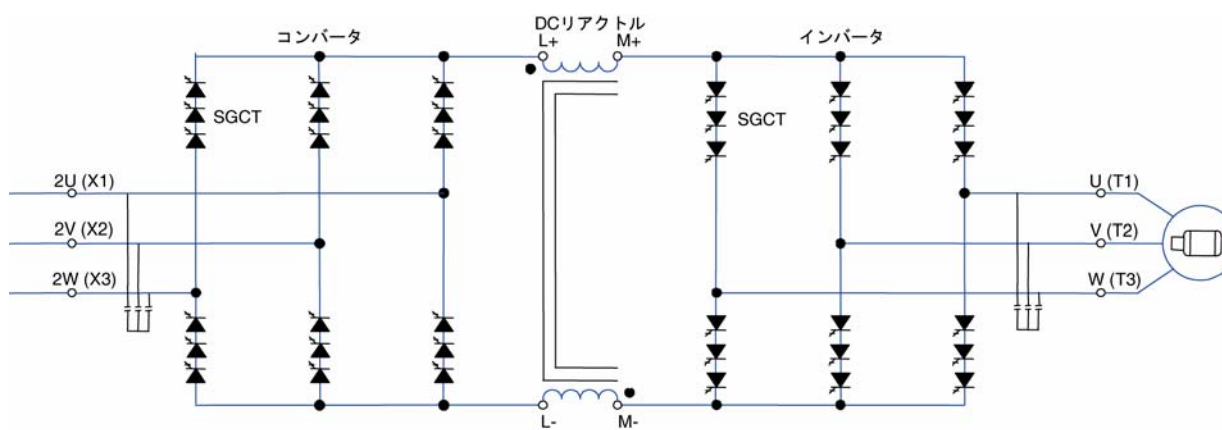 DCリアクトル
コンバータ
L+
M+
インバータ
SGCT
SGCT
2U (X1)
U (T1)
2V (X2)
V (T2)
2W (X3)
W (T3)
L-
M-